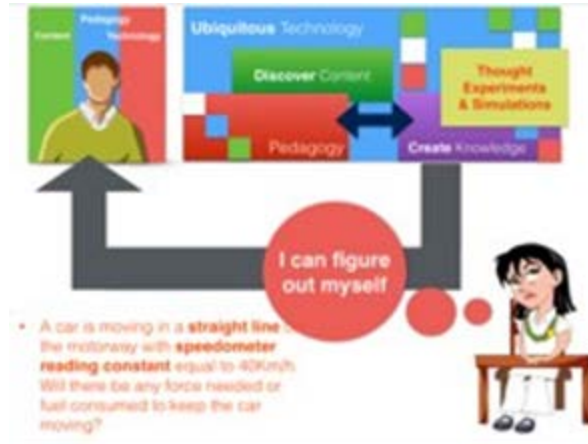 Content Pedagogy Technology
Ubiquitous Technology
Discover Content
Pedagogy
Create Knowledge
Thought
Experiments
& Simulations
I can figure
out myself
• A car is moving in a straight line
the motorway with speedometer
reading constant equal to 40Km/h.
Will there be any force needed or
fuel consumed to keep the car
moving?